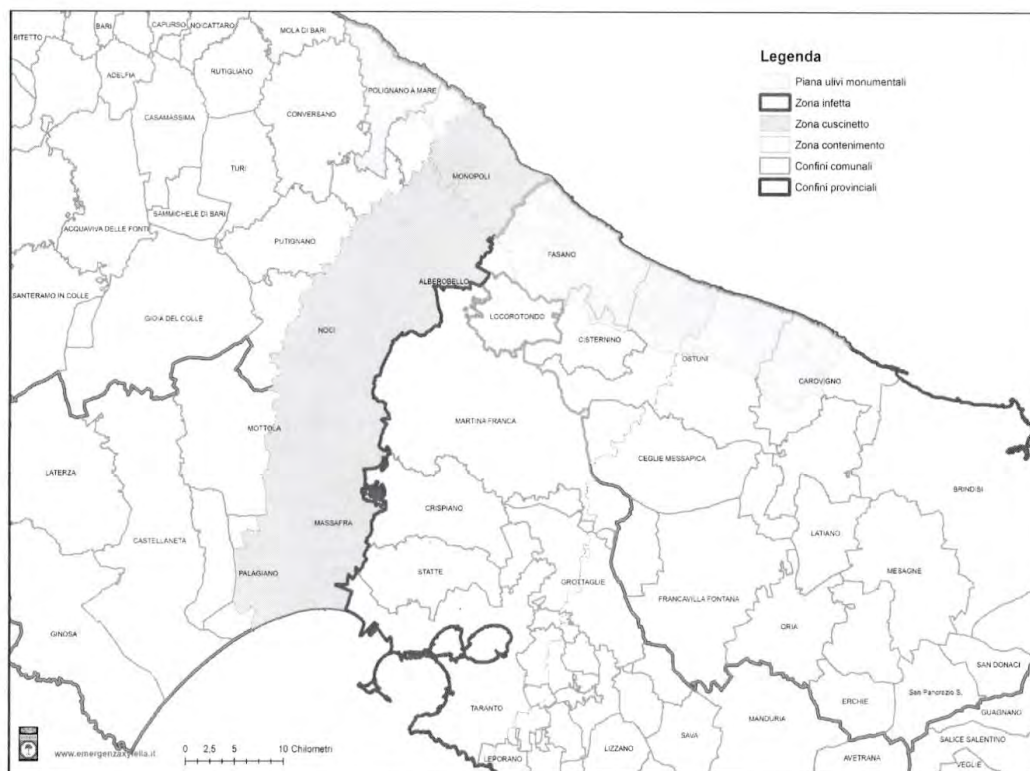 BITETTO
BARI
CAPURSO
NO CATTARO
MOLA DI BARI
ADELFIA
RUTIGLIANO
POLIGNANO A MARE
CASAMASSIMA
CONVERSANO
TURI
MONOPOLI
SAMMICHELE DI BARI
ACQUAVIVA DELLE FONTE
PUTIGNANO
FASANO
ALBEROBELLO
SANTERAMO IN COLLE
GIOIA DEL COLLE
NOCI
LOCOROTONDO
CISTERNINO
OSTUNI
CAROVIGNO
MARTINA FRANCA
MOTTOLA
CEGLIE MESSAPICA
LATERZA
BRINDISI
CRISPIANO
MASSAFRA
LATIANO
CASTELLANETA
STATTE
MESAGNE
PALAGIANO
GROTTAGLIE
FRANCAVILLA FONTANA
ORIA
GINOSA
SAN DONACI
ERCHIE
San Pancrazio S.
TARANTO
MANDURIA
GUAGNANO
SAVA
SALICE SALENTINO
LIZZANO
LEPORANO
AVETRANA
VEGLIE
Legenda
Piana ulivi monumentali
Zona infetta
Zona cuscinetto
Zona contenimento
Confini comunali
Confini provinciali
www.emergenzaxylella.it
0 2,5 5 10 Chilometri